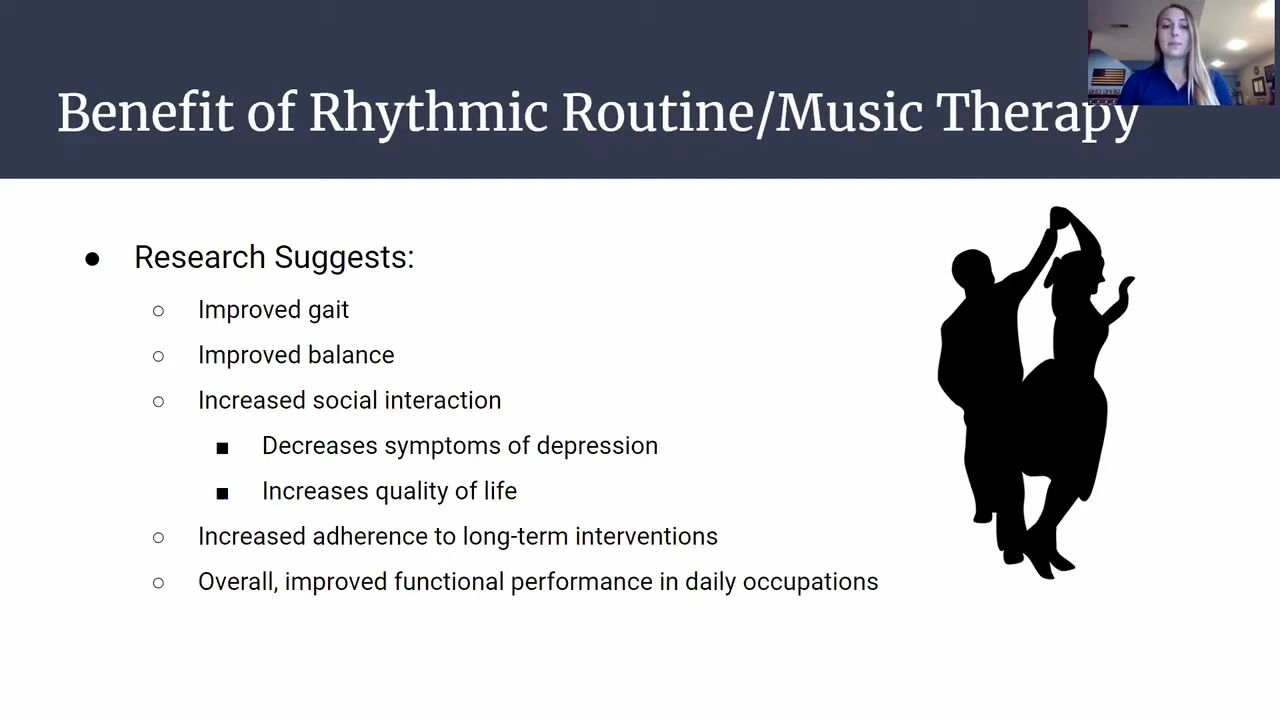 Benefit of Rhythmic Routine/Music Therapy
● Research Suggests:
○ Improved gait
○ Improved balance
○ Increased social interaction
■ Decreases symptoms of depression
■ Increases quality of life
○ Increased adherence to long-term interventions
○ Overall, improved functional performance in daily occupations